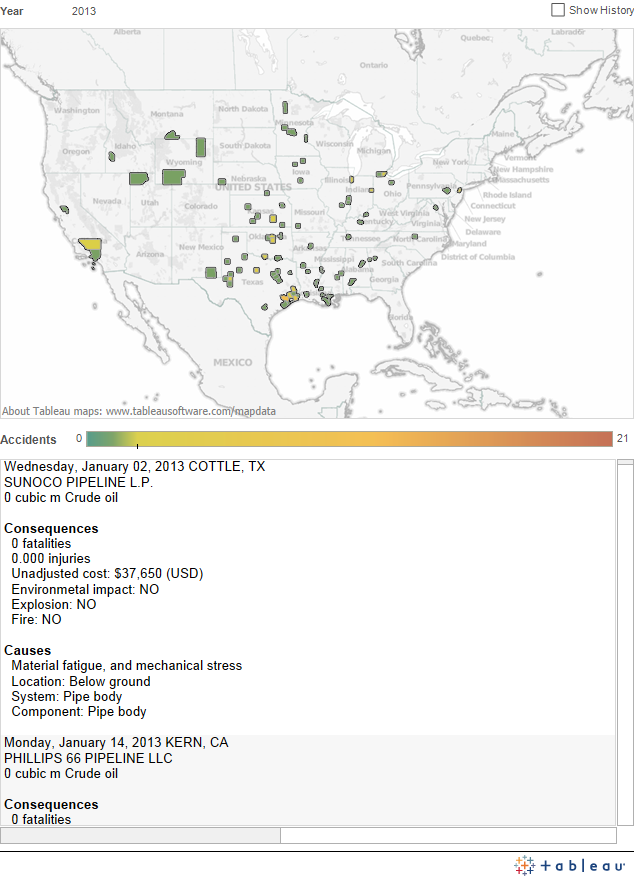 Year 2013 Show History
Alberta
Labrador
Quebec
Ontario
Washington
Montana
North Dakota
Minnesota
Maine
Oregon
Idaho
South Dakota
Wisconsin
Michigan
Vermont
New Hampshire
Massachusetts
Wyoming
New York
Iowa
Nebraska
Illinois
Indiana
Pennsylvania
Rhode Island
UNITED STATES
Ohio
Connecticut
Nevada
Utah
Colorado
Kansas
Missouri
West Virginia
New Jersey
Kentucky
Virginia
Delaware
Oklahoma
Tennessee
North Carolina
Maryland
Arizona
New Mexico
Arkansas
District of Columbia
Mississippi
South Carolina
Alabama
Georgia
Texas
Florida
MEXICO
About Tableau maps: www.tableausoftware.com/mapdata
Accidents 0 21
Wednesday, January 02, 2013 COTTLE, TX
SUNOCO PIPELINE L.P.
0 cubic m Crude oil
Consequences
0 fatalities
0.000 injuries
Unadjusted cost: $37,650 (USD)
Environmetal impact: NO
Explosion: NO
Fire: NO
Causes
Material fatigue, and mechanical stress
Location: Below ground
System: Pipe body
Component: Pipe body
Monday, January 14, 2013 KERN, CA
PHILLIPS 66 PIPELINE LLC
0 cubic m Crude oil
Consequences
0 fatalities
+ableau